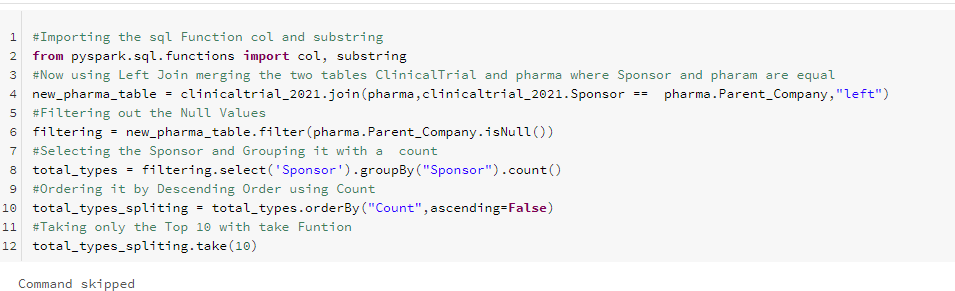 1 #Importing the sql Function col and substring
2 from pyspark.sql.functions import col, substring
3 #Now using Left Join merging the two tables ClinicalTrial and pharma where Sponsor and pharam are equal
4 new_pharma_table = clinicaltrial_2021.join(pharma,clinicaltrial_2021.Sponsor ==  pharma.Parent_Company,"left")
5 #Filtering out the Null Values
6 filtering = new_pharma_table.filter(pharma.Parent_Company.isNull())
7 #Selecting the Sponsor and Grouping it with a  count
8 total_types = filtering.select('Sponsor').groupBy("Sponsor").count()
9 #Ordering it by Descending Order using Count
10 total_types_spliting = total_types.orderBy("Count",ascending=False)
11 #Taking only the Top 10 with take Funtion
12 total_types_spliting.take(10)
Command skipped